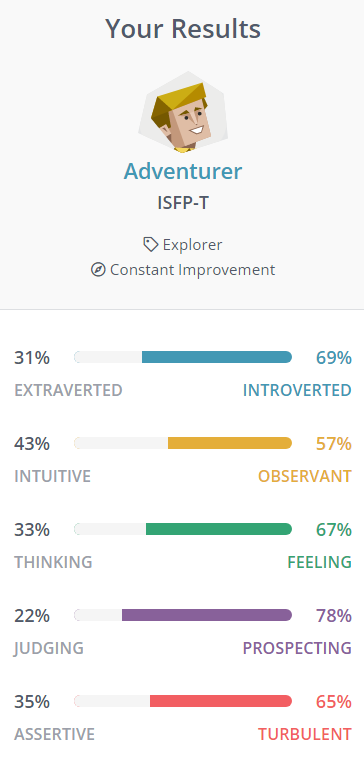 Your Results
Adventurer
ISFP-T
Explorer
Constant Improvement
31% 69%
EXTRAVERTED INTROVERTED
43% 57%
INTUITIVE OBSERVANT
33% 67%
THINKING FEELING
22% 78%
JUDGING PROSPECTING
35% 65%
ASSERTIVE TURBULENT